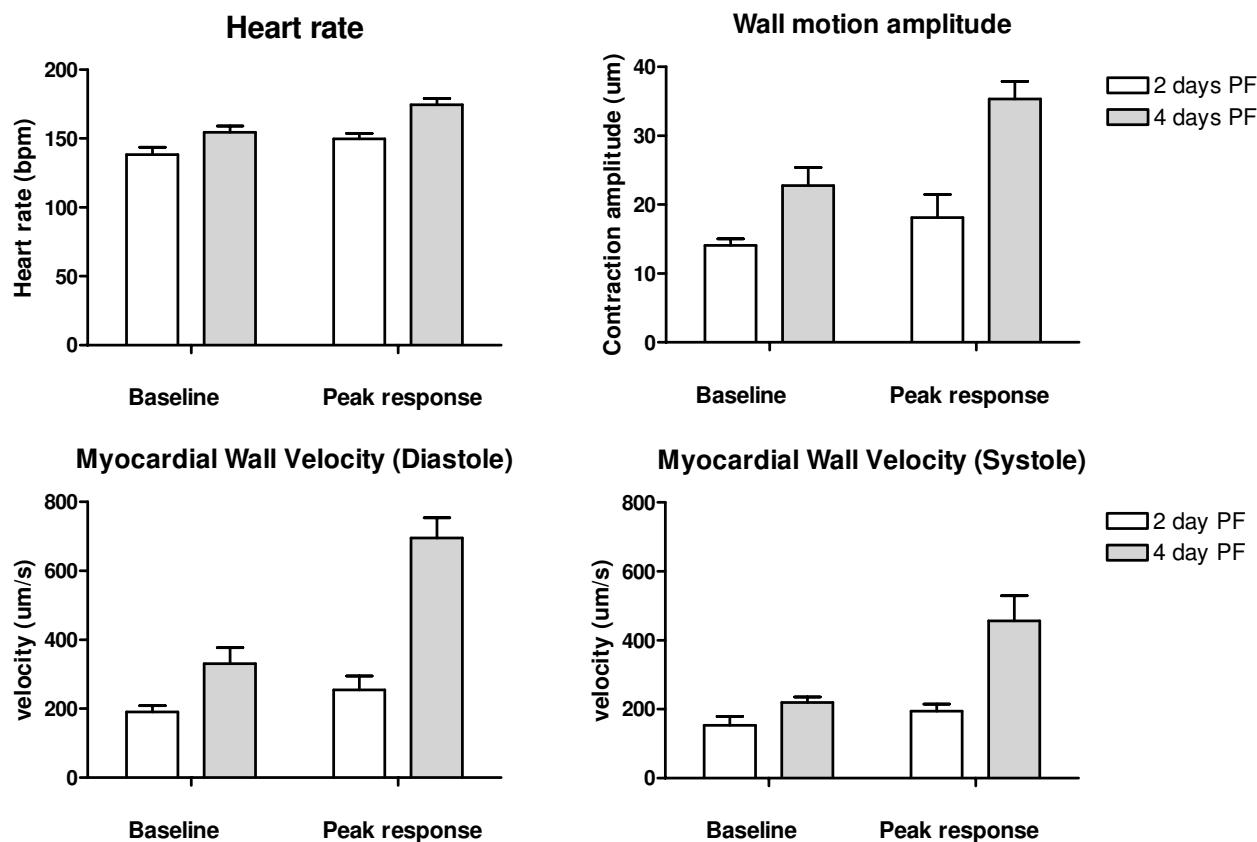 Heart rate
Heart rate (bpm)
200
150
100
50
0
Baseline Peak response
Wall motion amplitude
Contraction amplitude (um)
40
30
20
10
0
Baseline Peak response
2 days PF
4 days PF
Myocardial Wall Velocity (Diastole)
velocity (um/s)
800
600
400
200
0
Baseline Peak response
Myocardial Wall Velocity (Systole)
velocity (um/s)
800
600
400
200
0
Baseline Peak response
2 day PF
4 day PF